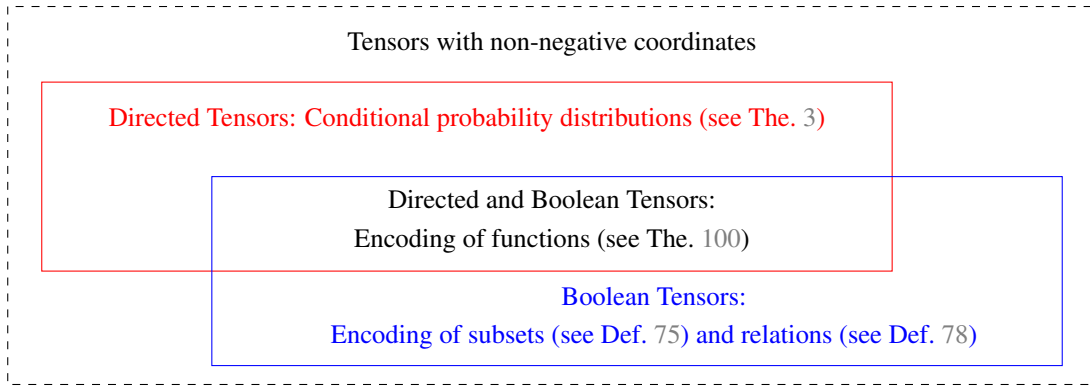 Tensors with non-negative coordinates
Directed Tensors: Conditional probability distributions (see The. 3)
Directed and Boolean Tensors:
Encoding of functions (see The. 100)
Boolean Tensors:
Encoding of subsets (see Def. 75) and relations (see Def. 78)